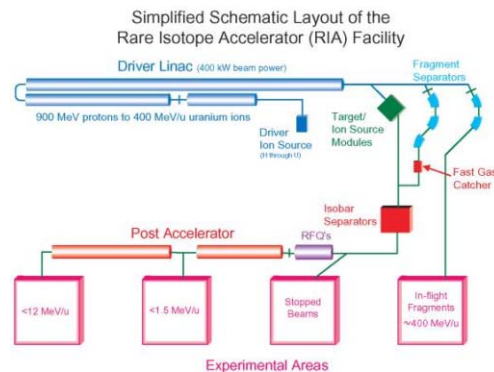 Simplified Schematic Layout of the
Rare Isotope Accelerator (RIA) Facility
Driver Linac (400 kW beam power)
Fragment
Separators
900 MeV protons to 400 MeV/u uranium ions
Driver
Ion Source
(H through U)
Target/
Ion Source
Modules
Fast Gas
Catcher
Isobar
Separators
Post Accelerator
RFQ's
<12 MeV/u
<1.5 MeV/u
Stopped
Beams
In-flight
Fragments
~400 MeV/u
Experimental Areas